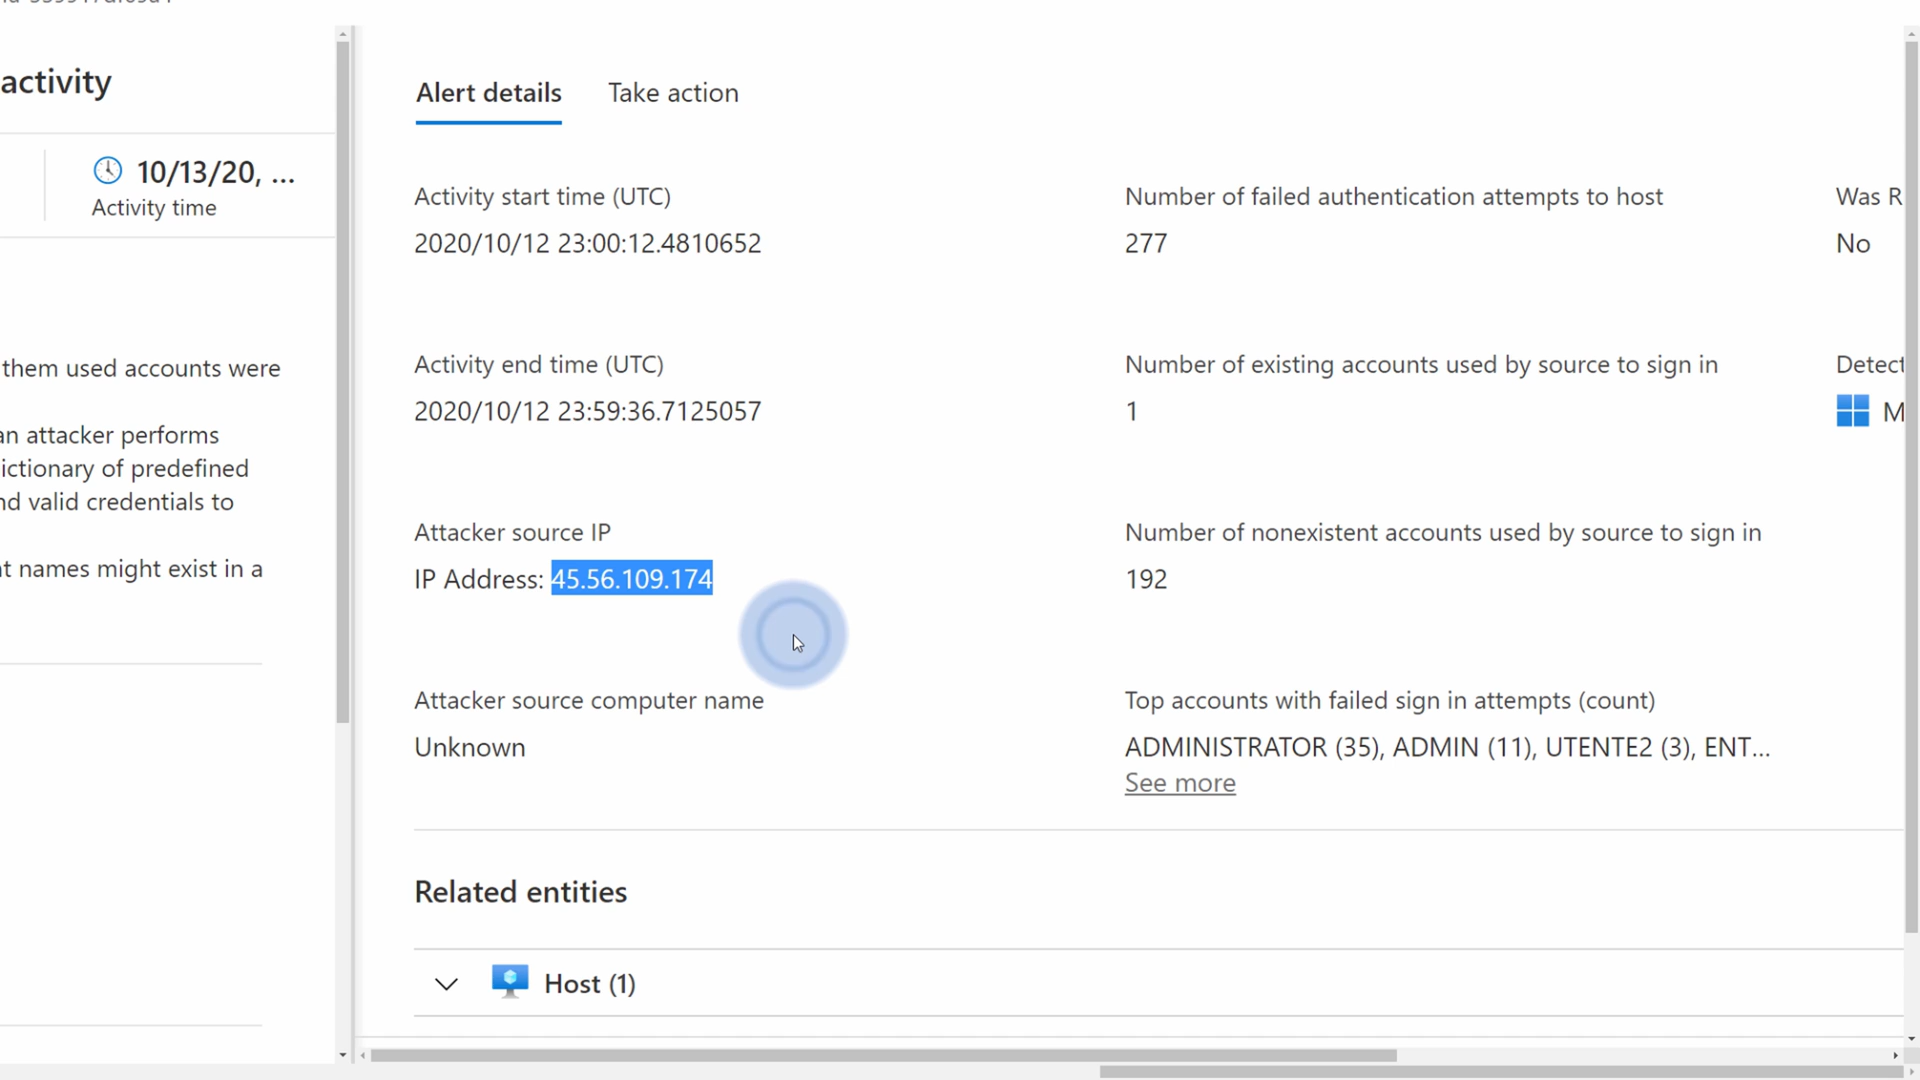 activity
10/13/20, ...
Activity time
them used accounts were
an attacker performs
ictionary of predefined
nd valid credentials to
t names might exist in a
Alert details
Take action
Activity start time (UTC)
2020/10/12 23:00:12.4810652
Number of failed authentication attempts to host
277
Was R
No
Activity end time (UTC)
2020/10/12 23:59:36.7125057
Number of existing accounts used by source to sign in
1
Detect
M
Attacker source IP
IP Address: 45.56.109.174
Number of nonexistent accounts used by source to sign in
192
Attacker source computer name
Unknown
Top accounts with failed sign in attempts (count)
ADMINISTRATOR (35), ADMIN (11), UTENTE2 (3), ENT...
See more
Related entities
Host (1)